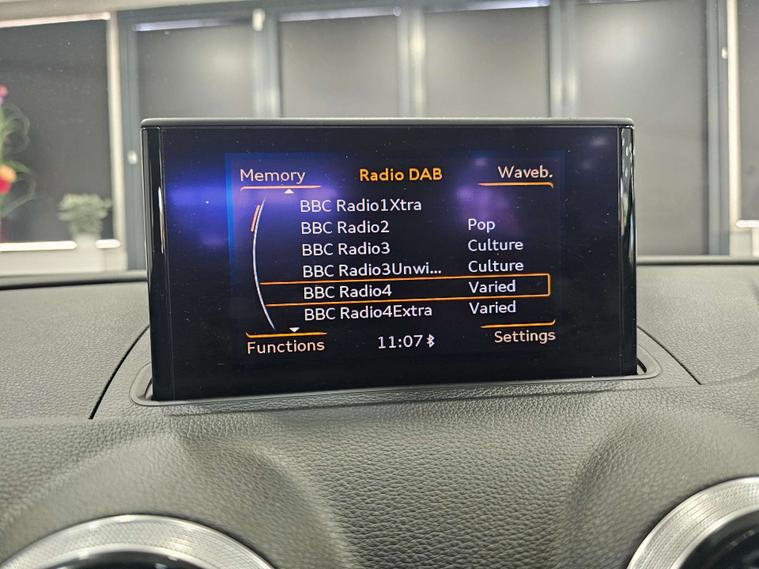 Memory Radio DAB Waveb.
BBC Radio1Xtra
BBC Radio2 Pop
BBC Radio3 Culture
BBC Radio3Unwi... Culture
BBC Radio4 Varied
BBC Radio4Extra Varied
Functions 11:07 Settings